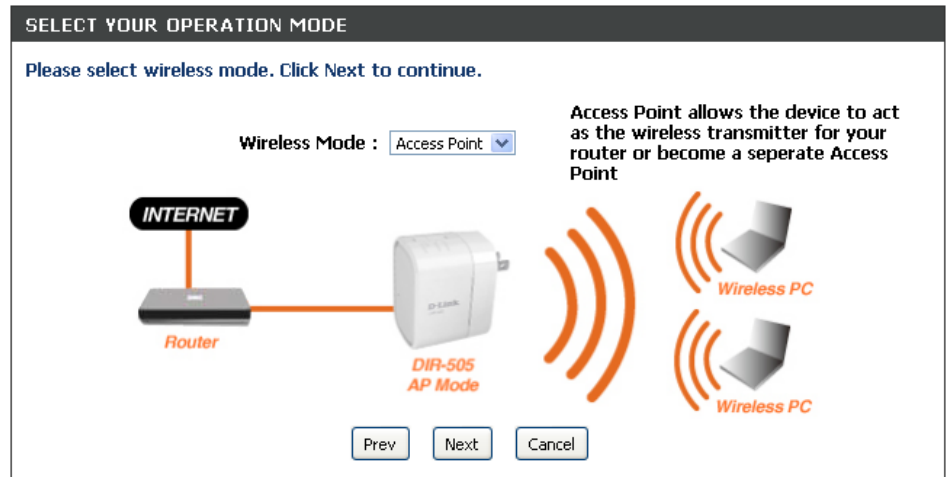 SELECT YOUR OPERATION MODE
Please select wireless mode. Click Next to continue.
Wireless Mode : Access Point
Access Point allows the device to act
as the wireless transmitter for your
router or become a seperate Access
Point
INTERNET
D-Link
Router
DIR-505
AP Mode
Wireless PC
Wireless PC
Prev
Next
Cancel